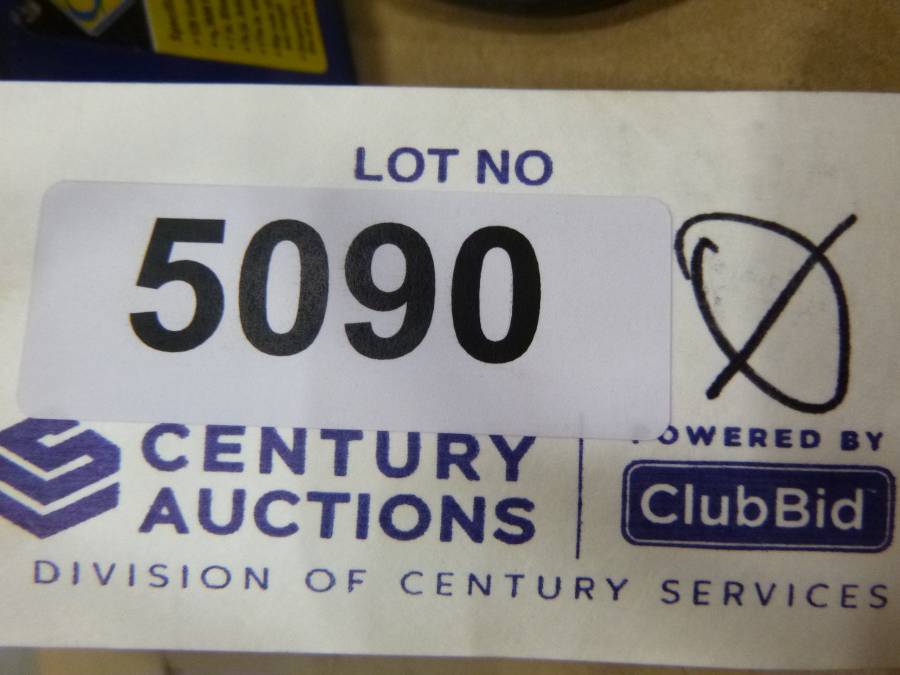 LOT NO
5090
CENTURY
AUCTIONS
POWERED BY
ClubBid
DIVISION OF CENTURY SERVICES